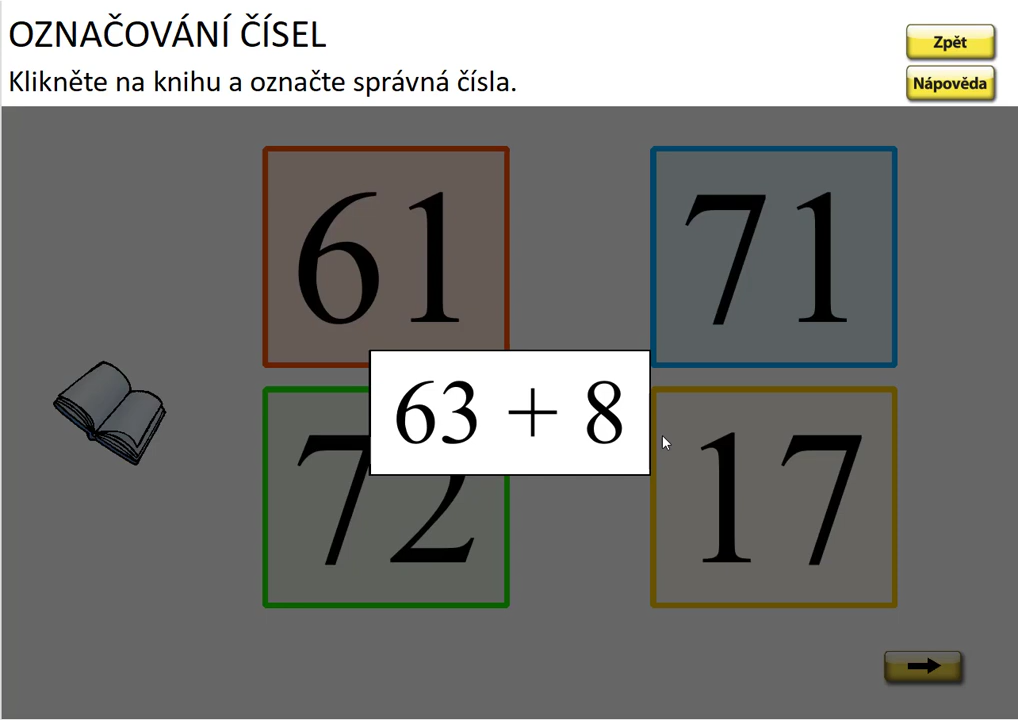 OZNAČOVÁNÍ ČÍSEL
Klikněte na knihu a označte správná čísla.
Zpět
Nápověda
61
71
63 + 8
72
17